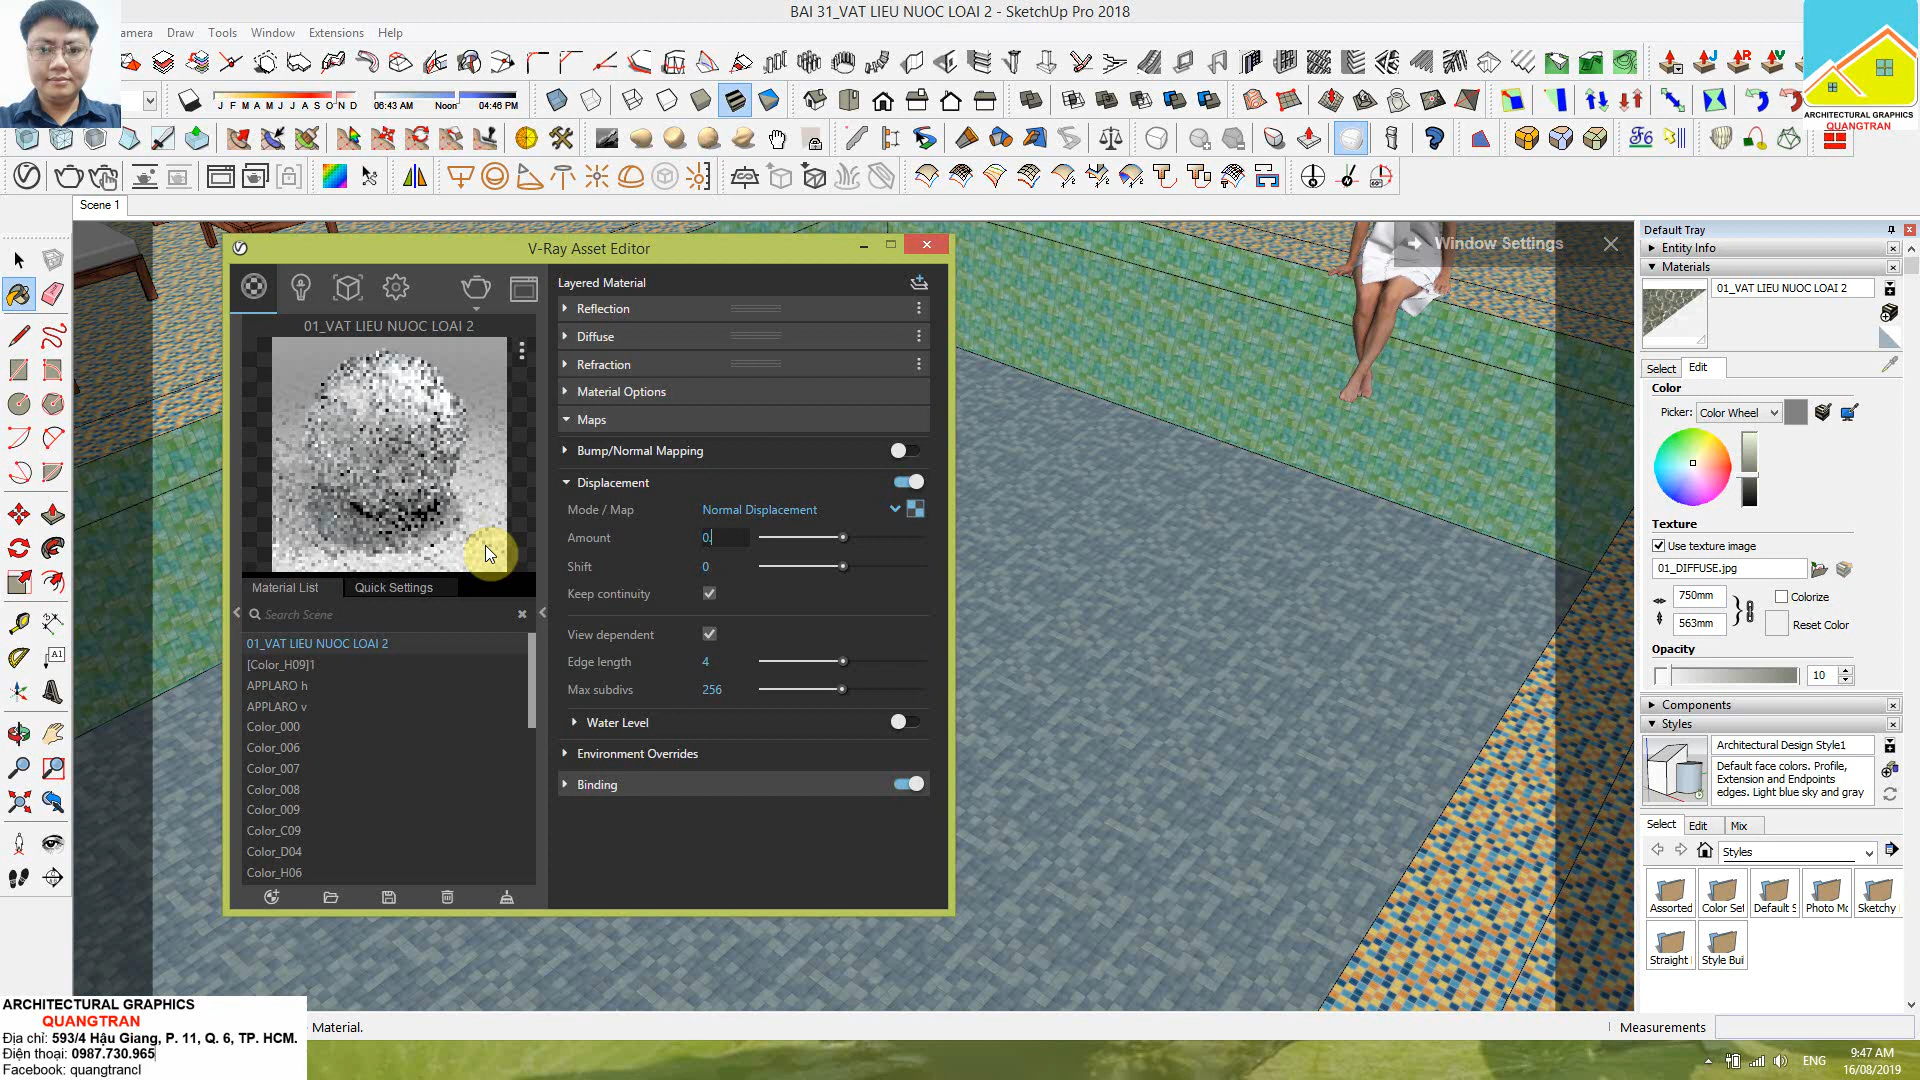 BAI 31_VAT LIEU NUOC LOAI 2 - SketchUp Pro 2018
amera Draw Tools Window Extensions Help
J F M A M J J A S O N D 06:43 AM Noon 04:46 PM
ARCHITECTURAL GRAPHICS
QUANGTRAN
Scene 1
V-Ray Asset Editor
Window Settings
Layered Material
01_VAT LIEU NUOC LOAI 2
Reflection
Diffuse
Refraction
Material Options
Maps
Bump/Normal Mapping
Displacement
Mode / Map Normal Displacement
Amount 0.
Shift 0
Keep continuity
View dependent
Edge length 4
Max subdivs 256
Water Level
Environment Overrides
Binding
Material List Quick Settings
Search Scene
01_VAT LIEU NUOC LOAI 2
[Color_H09]1
APPLARO h
APPLARO v
Color_000
Color_006
Color_007
Color_008
Color_009
Color_C09
Color_D04
Color_H06
Default Tray
Entity Info
Materials
01_VAT LIEU NUOC LOAI 2
Select Edit
Color
Picker: Color Wheel
Texture
Use texture image
01_DIFFUSE.jpg
750mm Colorize
563mm Reset Color
Opacity
10
Components
Styles
Architectural Design Style1
Default face colors. Profile,
Extension and Endpoints
edges. Light blue sky and gray
Select Edit Mix
Styles
Assorted Color Set Default S Photo Mo Sketchy
Straight Style Buil
ARCHITECTURAL GRAPHICS
QUANGTRAN
Địa chỉ: 593/4 Hậu Giang, P. 11, Q. 6, TP. HCM.
Điện thoại: 0987.730.965
Facebook: quangtrancl
Material.
Measurements
ENG
9:47 AM
16/08/2019